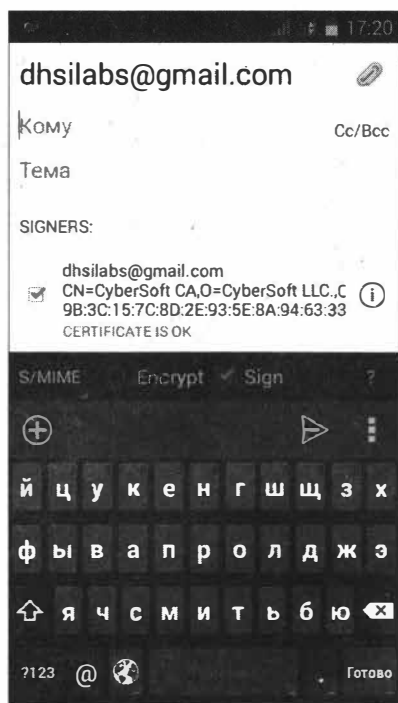 17:20
dhsilabs@gmail.com
Кому
Cc/Bcc
Тема
SIGNERS:
dhsilabs@gmail.com
CN=CyberSoft CA,O=CyberSoft LLC.,C
9B:3C:15:7C:8D:2E:93:5E:8A:94:63:33
CERTIFICATE IS OK
S/MIME Encrypt Sign ?
й ц у к е н г ш щ з х
ф ы в а п р о л д ж э
я ч с м и т ь б ю
?123 @ . Готово